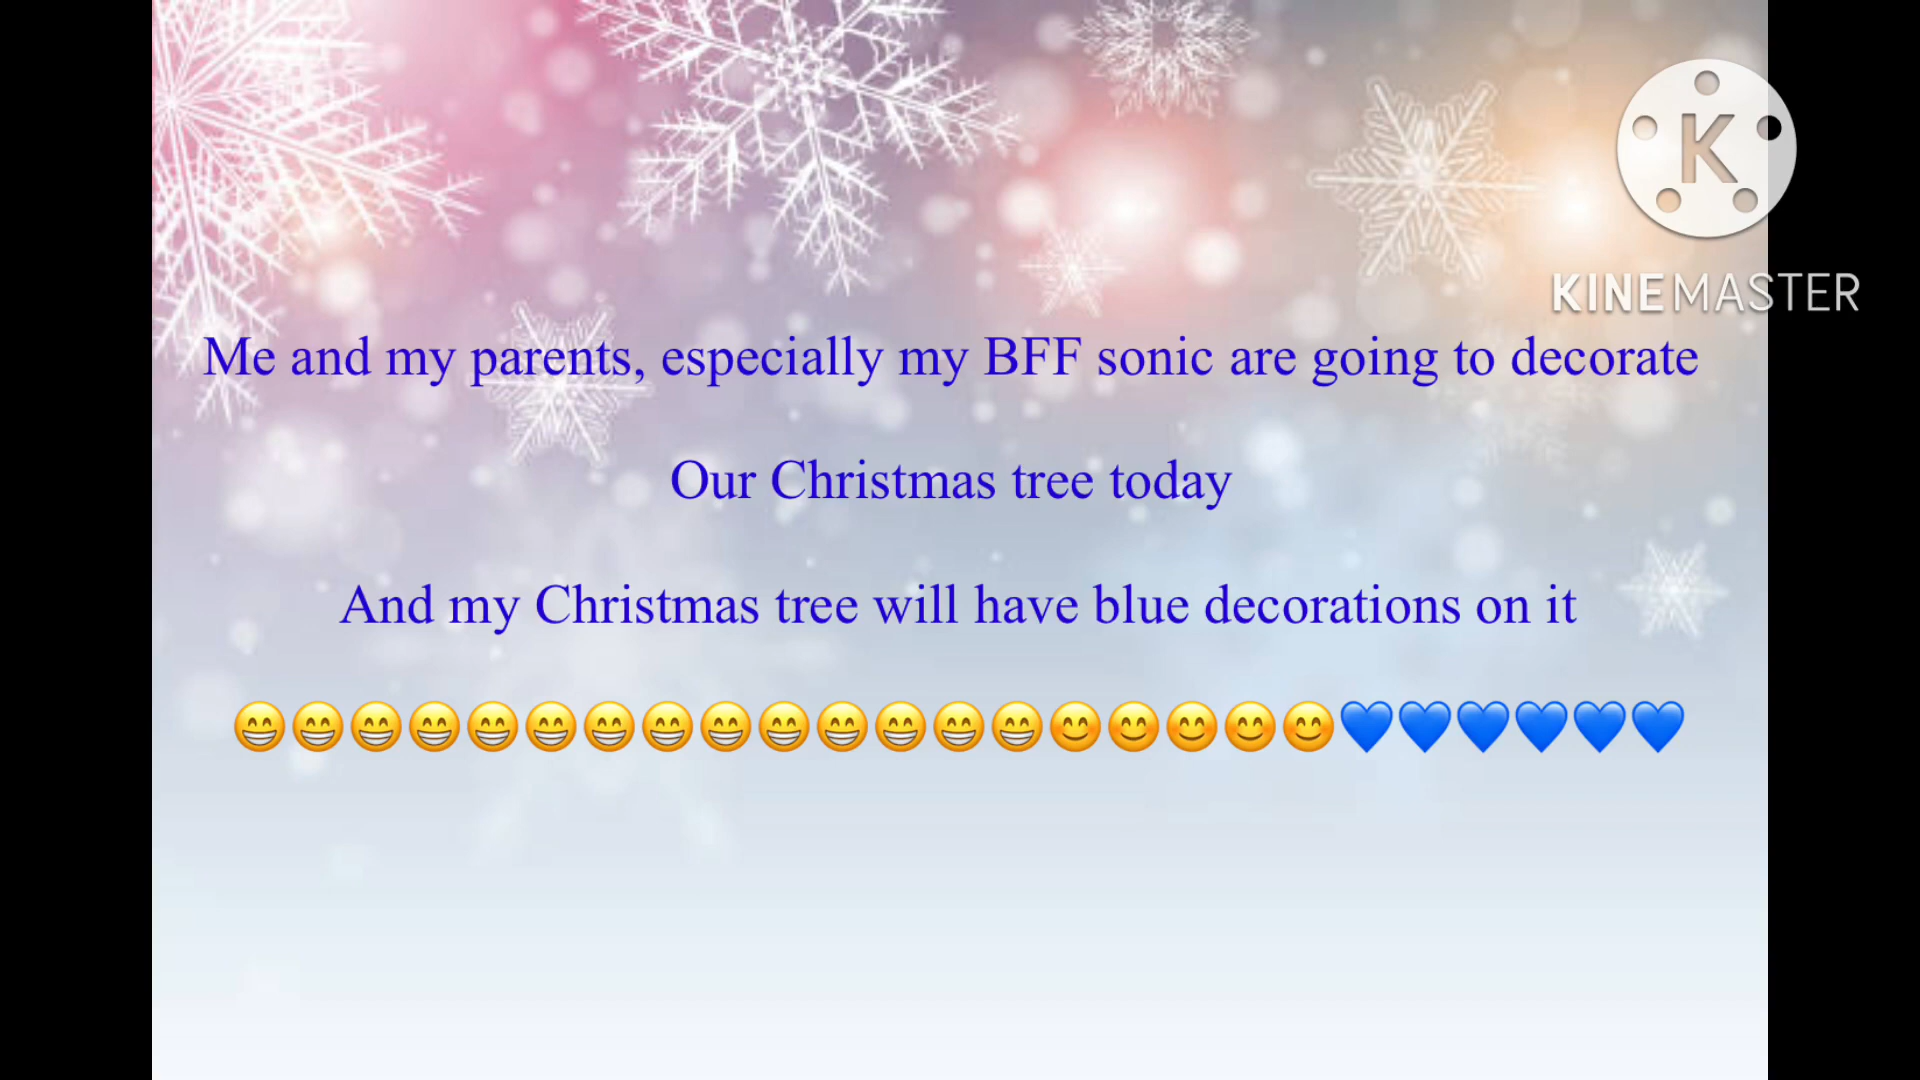 K
KINEMASTER
Me and my parents, especially my BFF sonic are going to decorate
Our Christmas tree today
And my Christmas tree will have blue decorations on it
😁😁😁😁😁😁😁😁😁😁😁😁😁😁😊😊😊😊😊💙💙💙💙💙💙